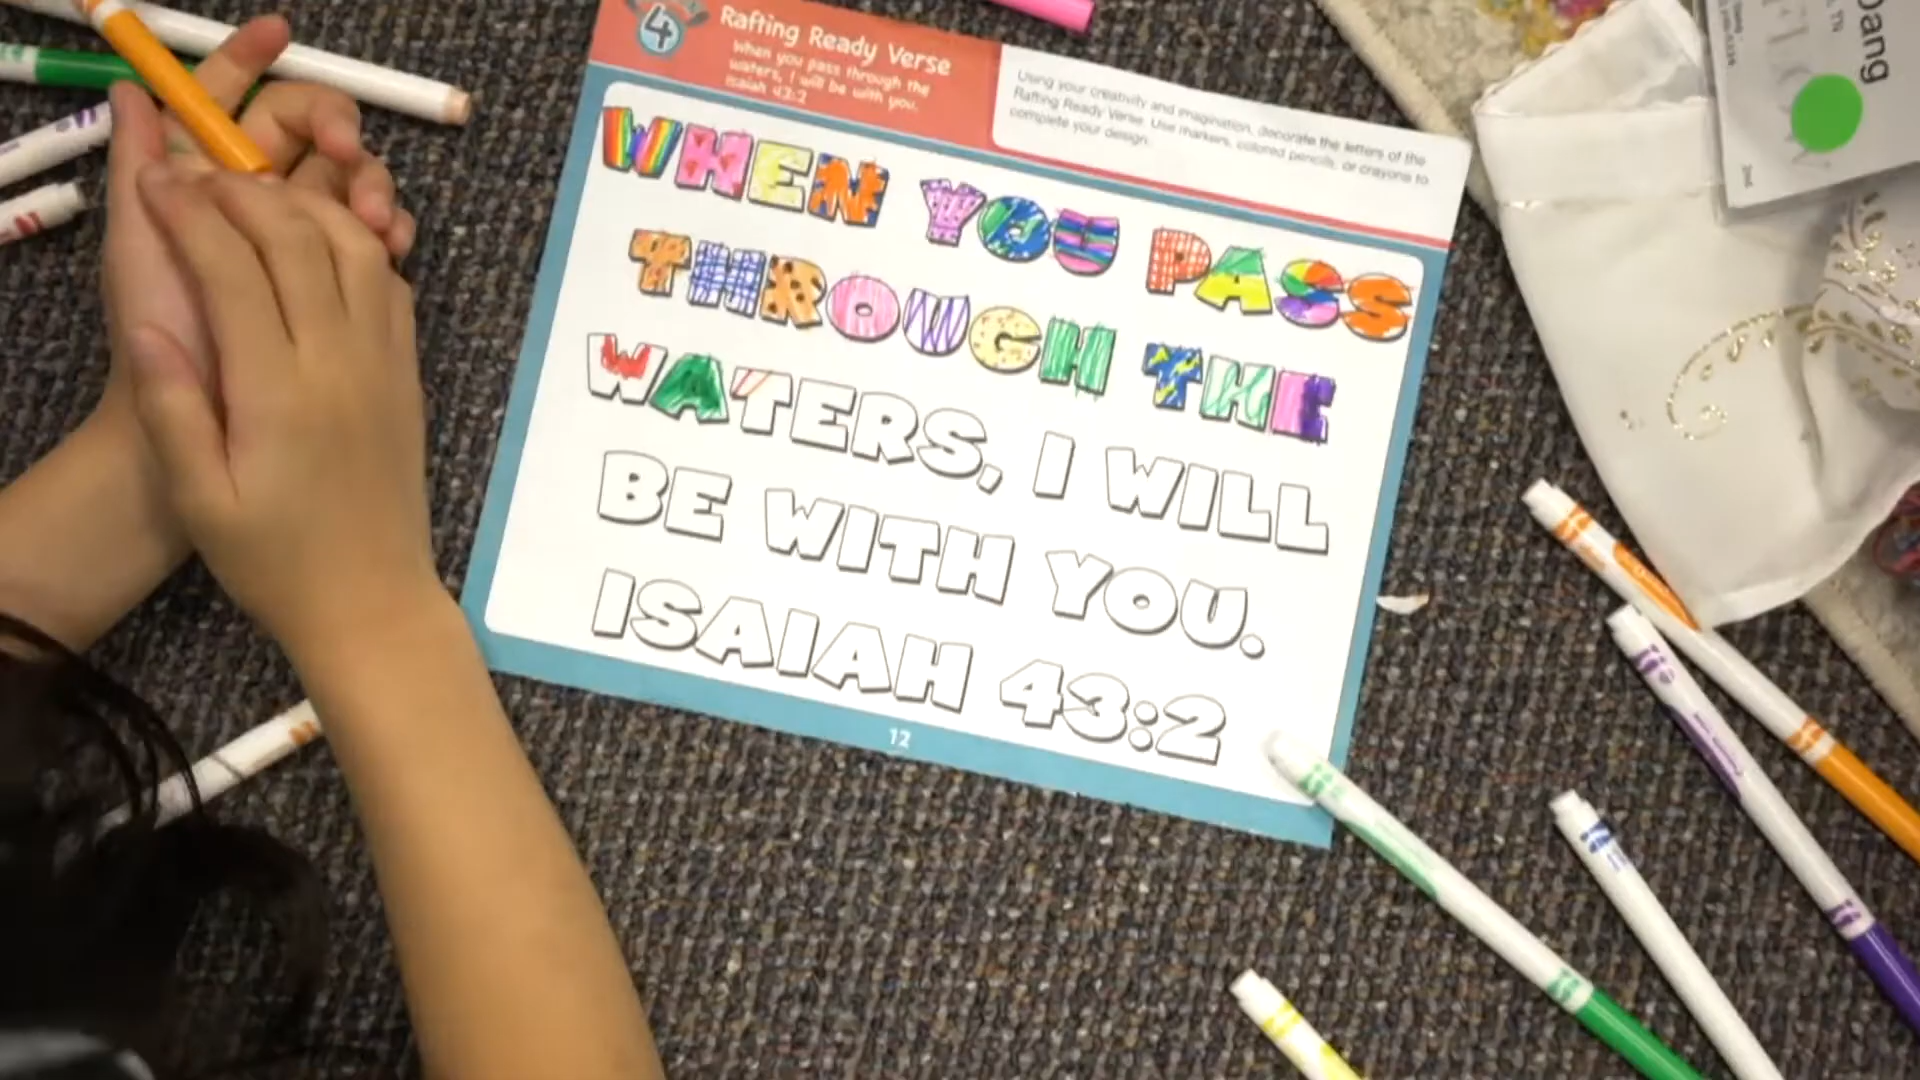 4
Rafting Ready Verse
When you pass through the
waters, I will be with you.
Isaiah 43:2
Using your creativity and imagination, decorate the letters of the
Rafting Ready Verse. Use markers, colored pencils, or crayons to
complete your design.
WHEN YOU PASS
THROUGH THE
WATERS, I WILL
BE WITH YOU.
ISAIAH 43:2
12
Dang
TN